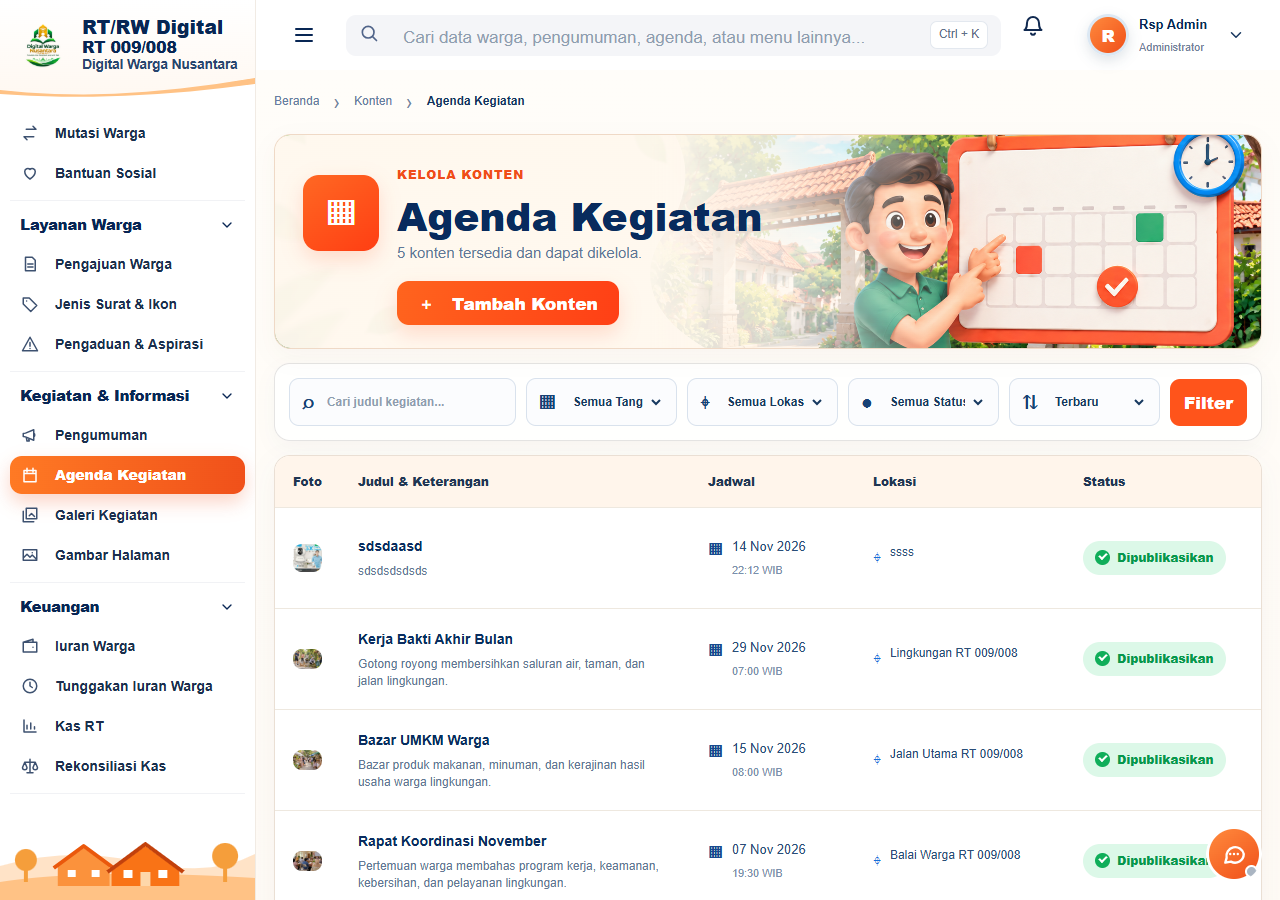 RT/RW Digital
RT 009/008
Digital Warga Nusantara
Digital Warga
Nusantara
Cari data warga, pengumuman, agenda, atau menu lainnya...
Ctrl + K
R
Rsp Admin
Administrator
Mutasi Warga
Bantuan Sosial
Layanan Warga
Pengajuan Warga
Jenis Surat & Ikon
Pengaduan & Aspirasi
Kegiatan & Informasi
Pengumuman
Agenda Kegiatan
Galeri Kegiatan
Gambar Halaman
Keuangan
Iuran Warga
Tunggakan Iuran Warga
Kas RT
Rekonsiliasi Kas
Beranda › Konten › Agenda Kegiatan
KELOLA KONTEN
Agenda Kegiatan
5 konten tersedia dan dapat dikelola.
+ Tambah Konten
Cari judul kegiatan...
Semua Tang
Semua Lokas
Semua Status
Terbaru
Filter
Foto Judul & Keterangan Jadwal Lokasi Status
sdsdaasd
sdsdsdsdsds
14 Nov 2026
22:12 WIB
ssss
Dipublikasikan
Kerja Bakti Akhir Bulan
Gotong royong membersihkan saluran air, taman, dan
jalan lingkungan.
29 Nov 2026
07:00 WIB
Lingkungan RT 009/008
Dipublikasikan
Bazar UMKM Warga
Bazar produk makanan, minuman, dan kerajinan hasil
usaha warga lingkungan.
15 Nov 2026
08:00 WIB
Jalan Utama RT 009/008
Dipublikasikan
Rapat Koordinasi November
Pertemuan warga membahas program kerja, keamanan,
kebersihan, dan pelayanan lingkungan.
07 Nov 2026
19:30 WIB
Balai Warga RT 009/008
Dipublikasika